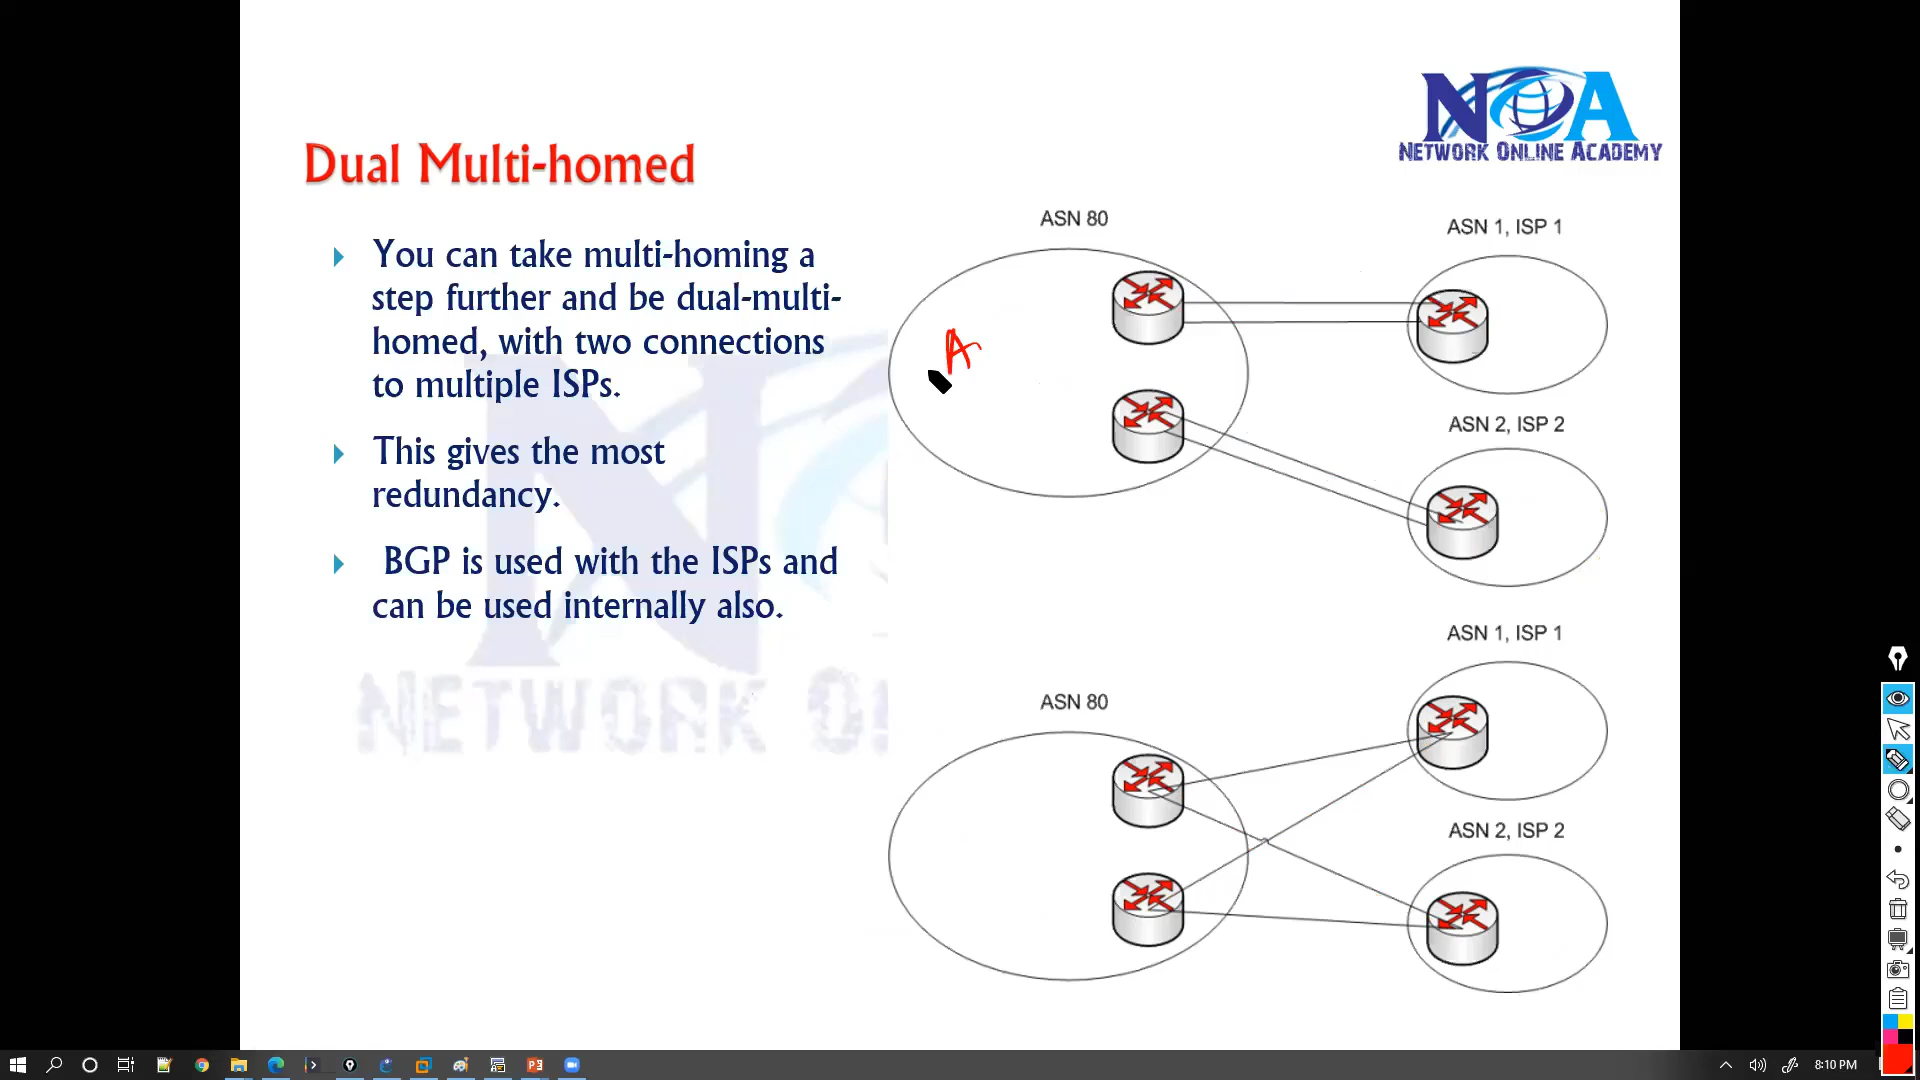 NOA
NETWORK ONLINE ACADEMY
Dual Multi-homed
You can take multi-homing a
step further and be dual-multi-
homed, with two connections
to multiple ISPs.
This gives the most
redundancy.
BGP is used with the ISPs and
can be used internally also.
NETWORK O
ASN 80
ASN 1, ISP 1
A
ASN 2, ISP 2
ASN 1, ISP 1
ASN 80
ASN 2, ISP 2
8:10 PM